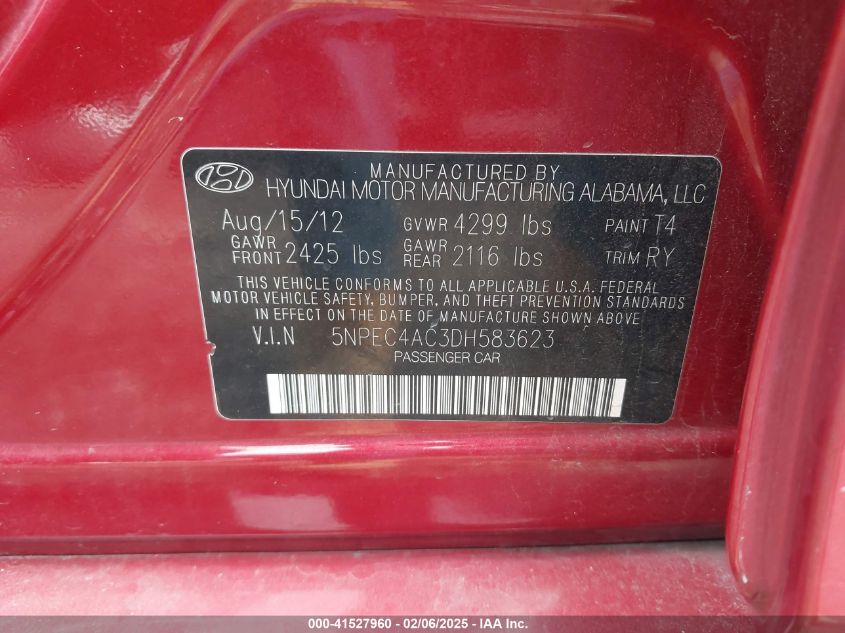 MANUFACTURED BY
HYUNDAI MOTOR MANUFACTURING ALABAMA, LLC
Aug/15/12 GVWR 4299 lbs PAINT T4
GAWR FRONT 2425 lbs GAWR REAR 2116 lbs TRIM RY
THIS VEHICLE CONFORMS TO ALL APPLICABLE U.S.A. FEDERAL
MOTOR VEHICLE SAFETY, BUMPER, AND THEFT PREVENTION STANDARDS
IN EFFECT ON THE DATE OF MANUFACTURE SHOWN ABOVE
V.I.N 5NPEC4AC3DH583623
PASSENGER CAR
000-41527960 - 02/06/2025 - IAA Inc.